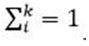 ∑ᵢᵏ = 1.